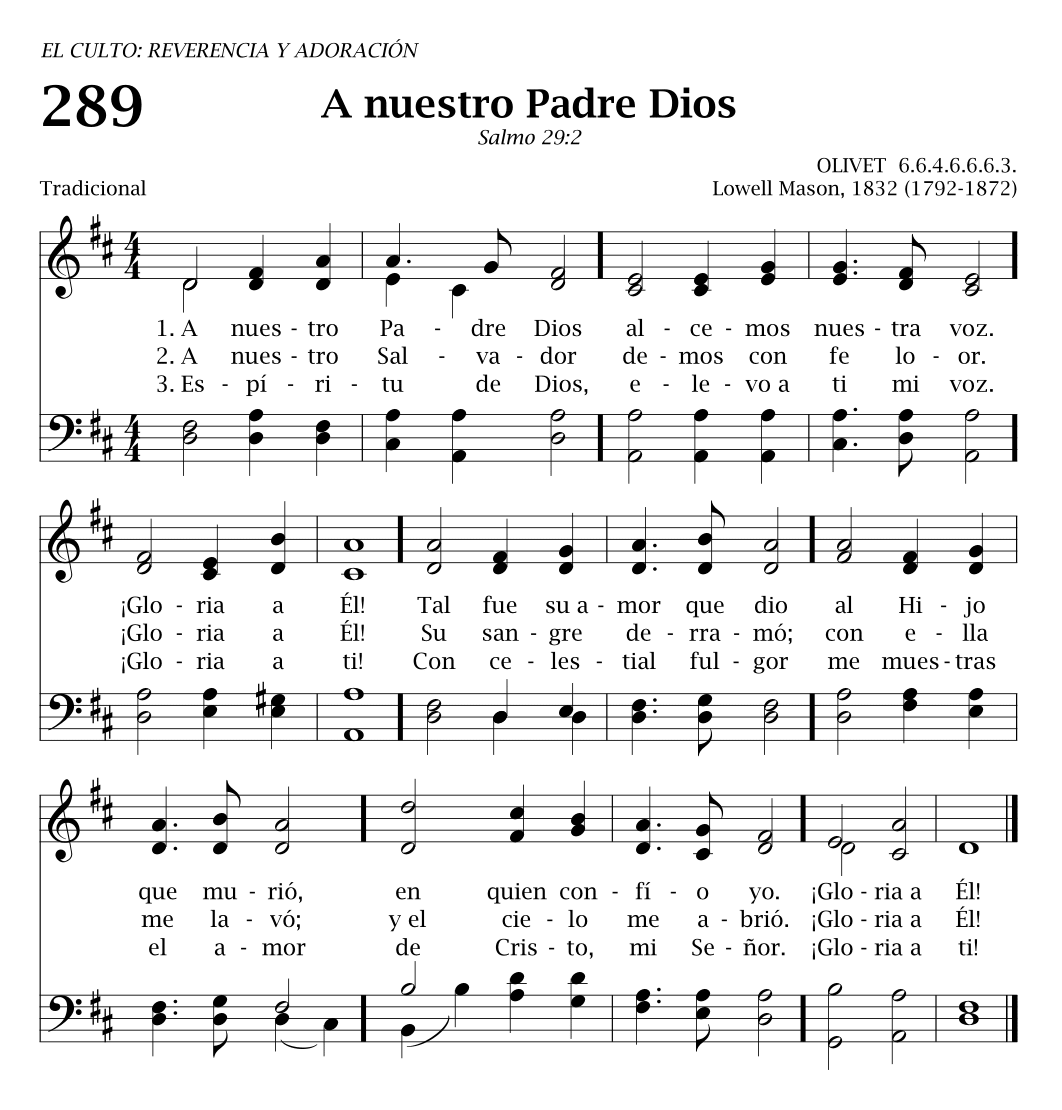 EL CULTO: REVERENCIA Y ADORACIÓN
289
A nuestro Padre Dios
Salmo 29:2
OLIVET 6.6.4.6.6.6.3.
Tradicional
Lowell Mason, 1832 (1792-1872)
4 4
1. A nues - tro Pa - dre Dios al - ce - mos nues - tra voz.
2. A nues - tro Sal - va - dor de - mos con fe lo - or.
3. Es - pí - ri - tu de Dios, e - le - vo a ti mi voz.
4 4
¡Glo - ria a Él! Tal fue su a - mor que dio al Hi - jo
¡Glo - ria a Él! Su san - gre de - rra - mó; con e - lla
¡Glo - ria a ti! Con ce - les - tial ful - gor me mues - tras
que mu - rió, en quien con - fí - o yo. ¡Glo - ria a Él!
me la - vó; y el cie - lo me a - brió. ¡Glo - ria a Él!
el a - mor de Cris - to, mi Se - ñor. ¡Glo - ria a ti!